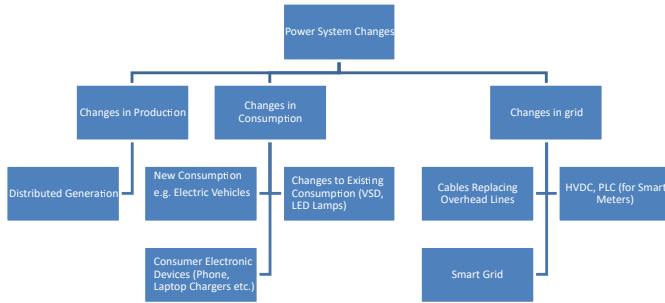 Power System Changes
Changes in Production
Changes in
Consumption
Changes in grid
Distributed Generation
New Consumption
e.g. Electric Vehicles
Changes to Existing
Consumption (VSD,
LED Lamps)
Cables Replacing
Overhead Lines
HVDC, PLC (for Smart
Meters)
Consumer Electronic
Devices (Phone,
Laptop Chargers etc.)
Smart Grid